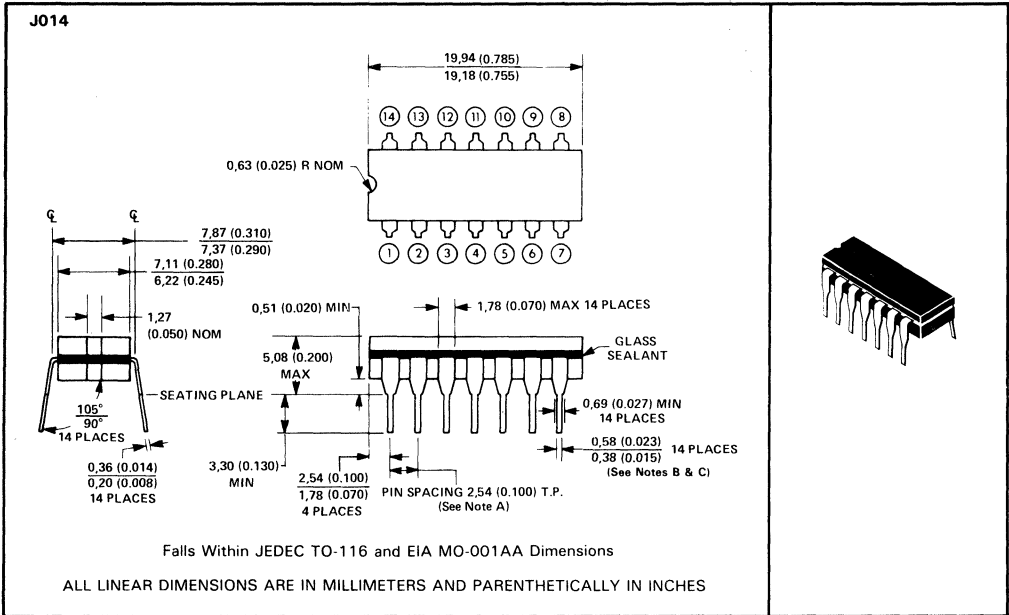 J014
19,94 (0.785)
19,18 (0.755)
14 13 12 11 10 9 8
0,63 (0.025) R NOM
1 2 3 4 5 6 7
℄ ℄
7,87 (0.310)
7,37 (0.290)
7,11 (0.280)
6,22 (0.245)
1,27
(0.050) NOM
0,51 (0.020) MIN
1,78 (0.070) MAX 14 PLACES
5,08 (0.200)
MAX
GLASS
SEALANT
SEATING PLANE
105°
90°
14 PLACES
0,36 (0.014)
0,20 (0.008)
14 PLACES
3,30 (0.130)
MIN
2,54 (0.100)
1,78 (0.070)
4 PLACES
PIN SPACING 2,54 (0.100) T.P.
(See Note A)
0,69 (0.027) MIN
14 PLACES
0,58 (0.023)
0,38 (0.015)
14 PLACES
(See Notes B & C)
Falls Within JEDEC TO-116 and EIA MO-001AA Dimensions
ALL LINEAR DIMENSIONS ARE IN MILLIMETERS AND PARENTHETICALLY IN INCHES